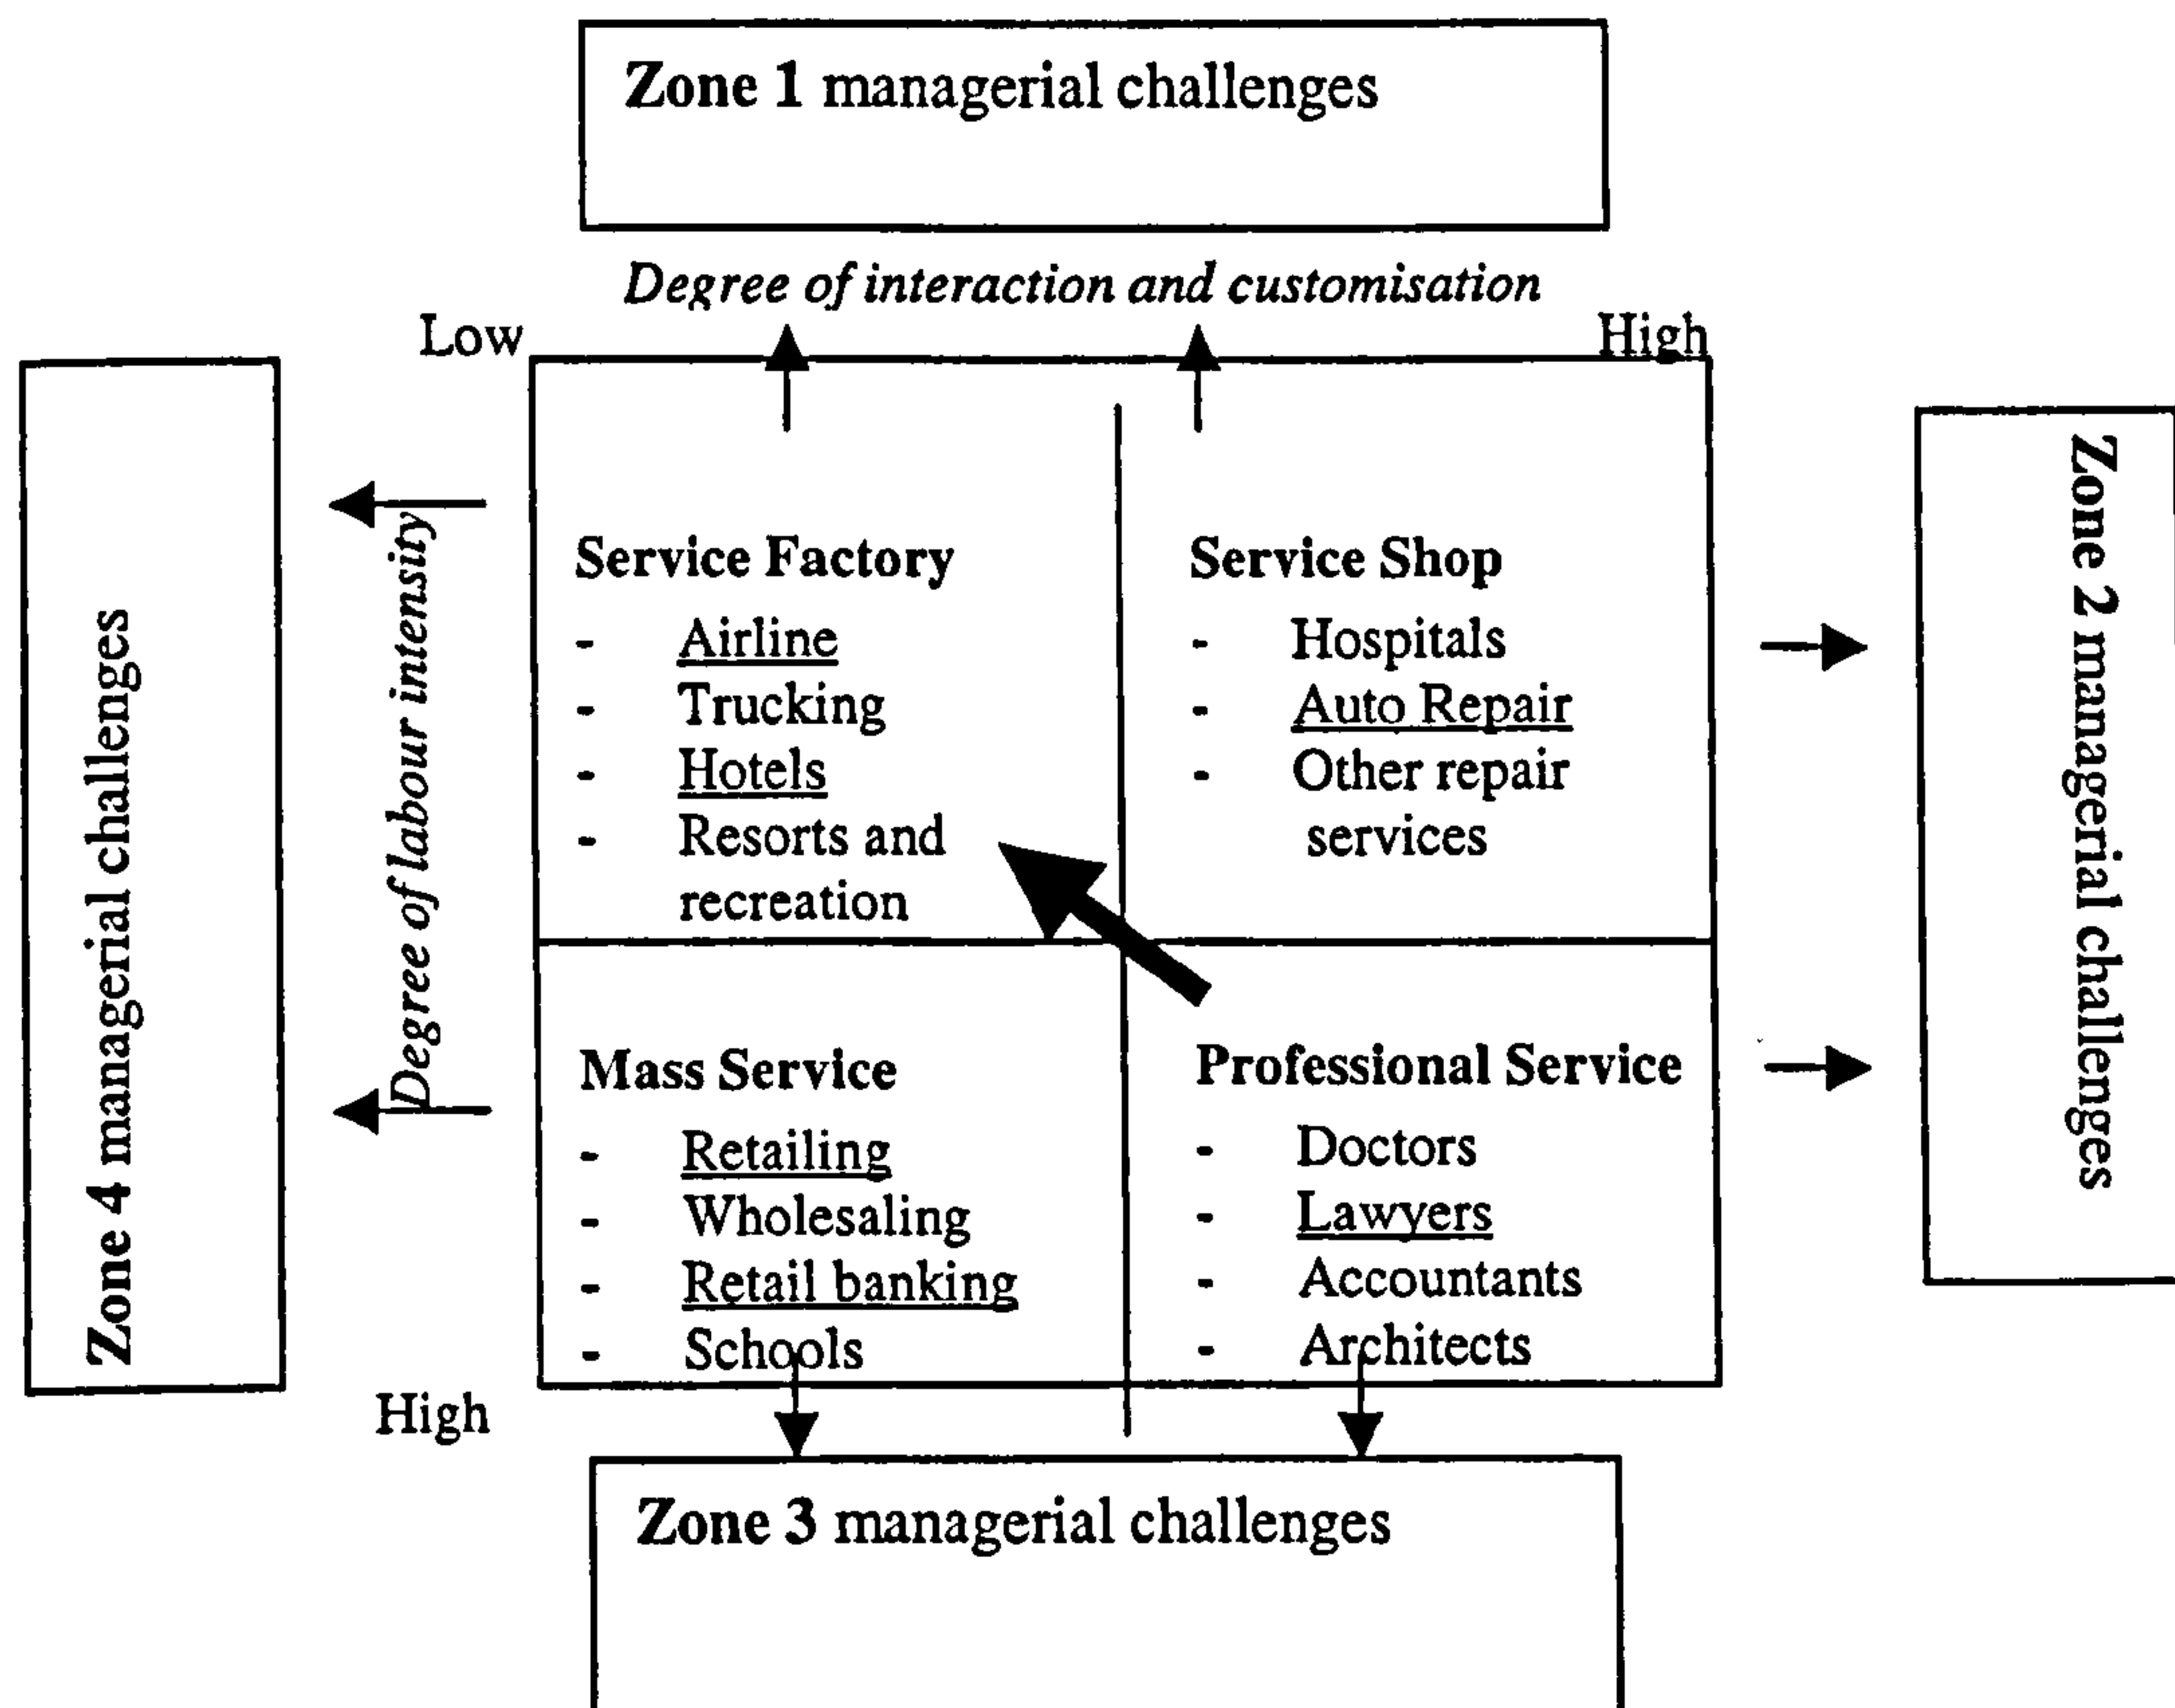 Zone 1 managerial challenges
Degree of interaction and customisation
Low
High
Zone 4 managerial challenges
Degree of labour intensity
Service Factory
- Airline
- Trucking
- Hotels
- Resorts and
recreation
Service Shop
- Hospitals
- Auto Repair
- Other repair
services
Zone 2 managerial challenges
Mass Service
- Retailing
- Wholesaling
- Retail banking
- Schools
Professional Service
- Doctors
- Lawyers
- Accountants
- Architects
High
Zone 3 managerial challenges